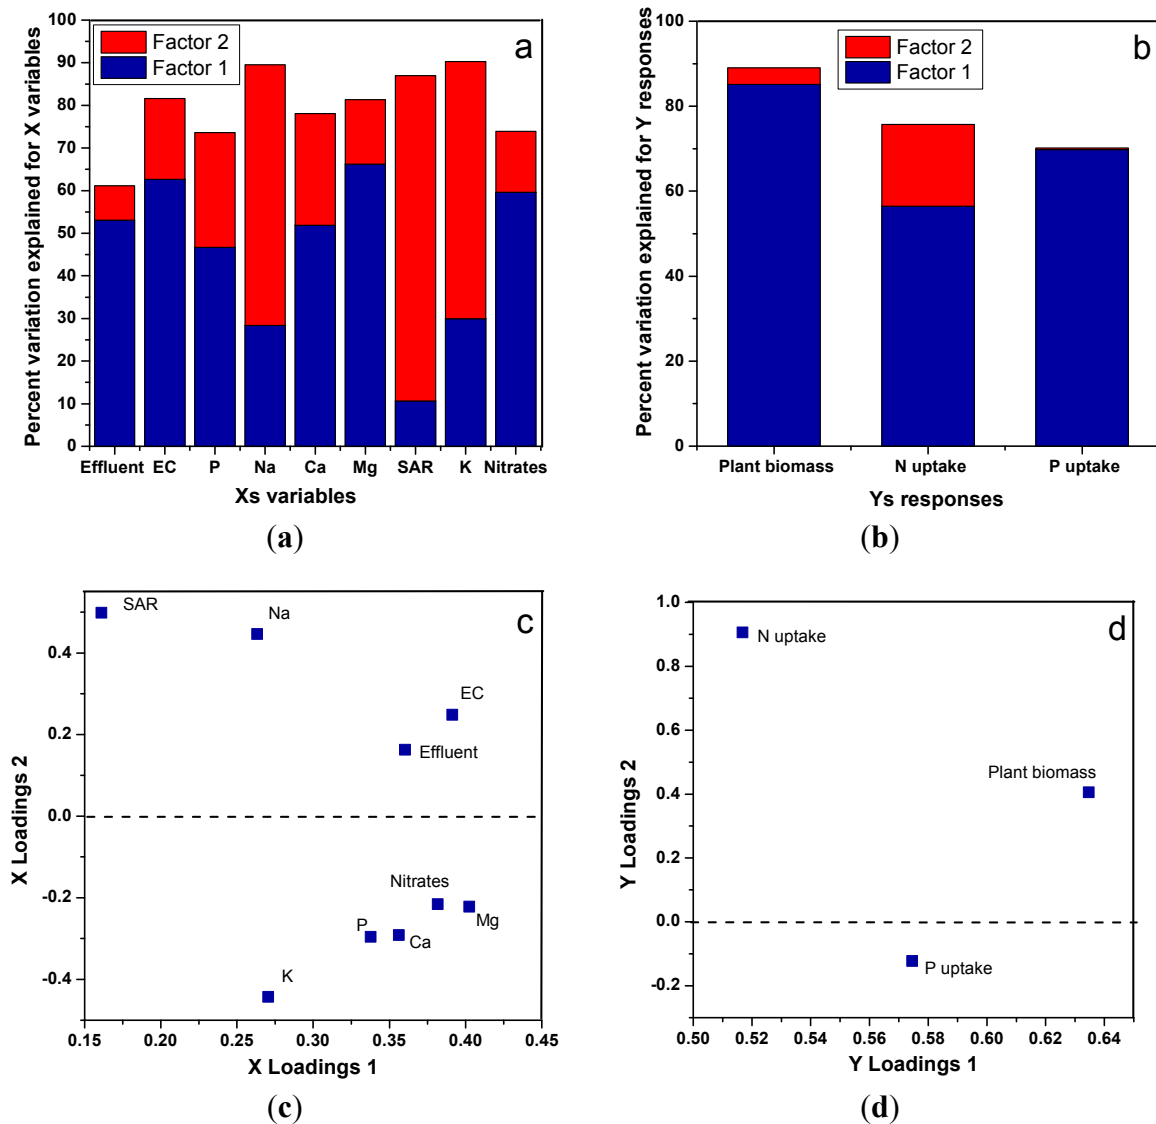 Percent variation explained for X variables
100
90
80
70
60
50
40
30
20
10
0
Factor 2
Factor 1
a
Effluent EC P Na Ca Mg SAR K Nitrates
Xs variables
(a)
Percent variation explained for Y responses
100
80
60
40
20
0
Factor 2
Factor 1
b
Plant biomass N uptake P uptake
Ys responses
(b)
X Loadings 2
0.4
0.2
0.0
-0.2
-0.4
c
SAR
Na
EC
Effluent
Nitrates
Mg
P
Ca
K
0.15 0.20 0.25 0.30 0.35 0.40 0.45
X Loadings 1
(c)
Y Loadings 2
1.0
0.8
0.6
0.4
0.2
0.0
-0.2
d
N uptake
Plant biomass
P uptake
0.50 0.52 0.54 0.56 0.58 0.60 0.62 0.64
Y Loadings 1
(d)